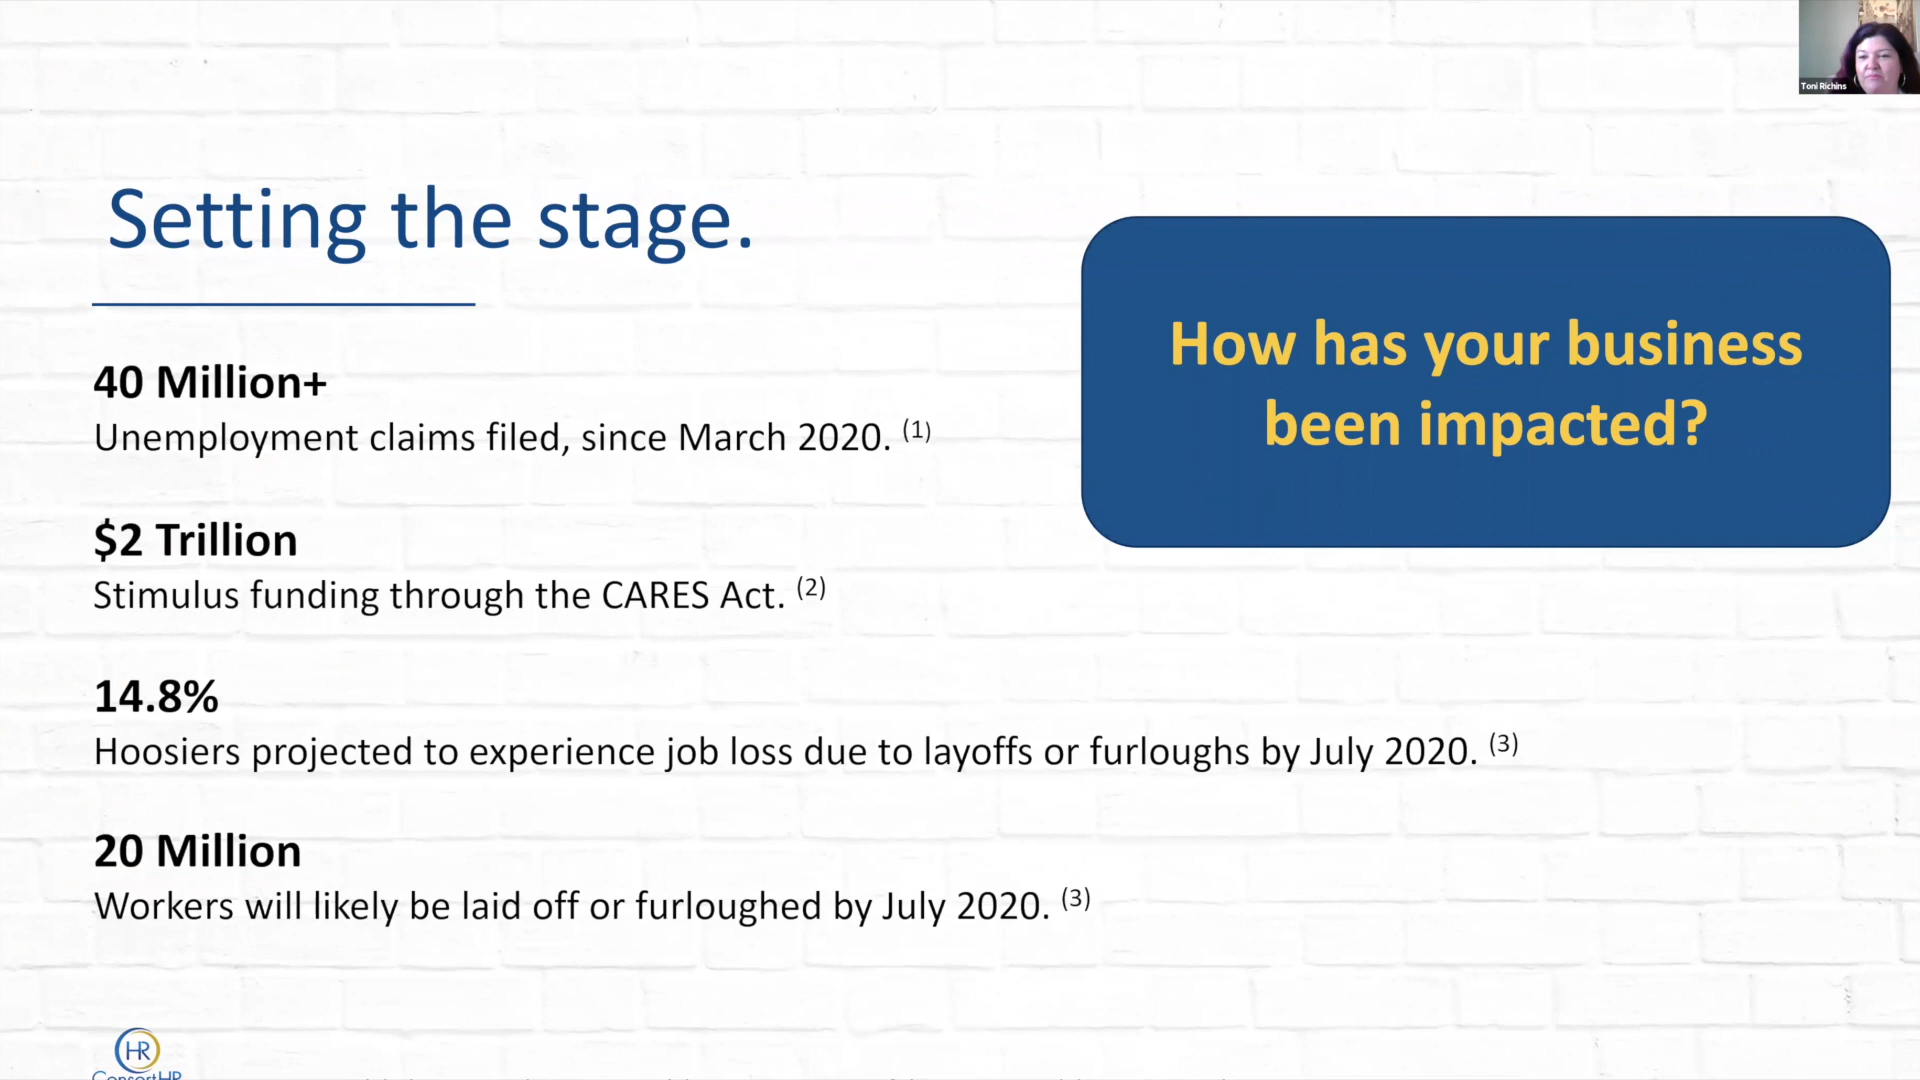 Toni Richins
Setting the stage.
How has your business
been impacted?
40 Million+
Unemployment claims filed, since March 2020. (1)
$2 Trillion
Stimulus funding through the CARES Act. (2)
14.8%
Hoosiers projected to experience job loss due to layoffs or furloughs by July 2020. (3)
20 Million
Workers will likely be laid off or furloughed by July 2020. (3)
HR
ConsortHR